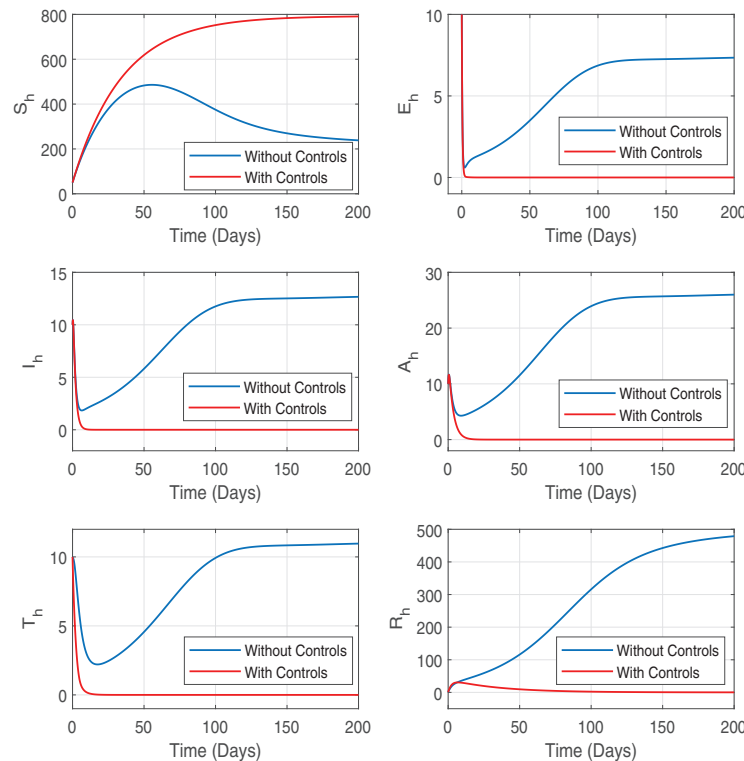 800
600
400
200
0
S_h
Without Controls
With Controls
0 50 100 150 200
Time (Days)
10
5
0
E_h
Without Controls
With Controls
0 50 100 150 200
Time (Days)
15
10
5
0
I_h
Without Controls
With Controls
0 50 100 150 200
Time (Days)
30
20
10
0
A_h
Without Controls
With Controls
0 50 100 150 200
Time (Days)
10
5
0
T_h
Without Controls
With Controls
0 50 100 150 200
Time (Days)
500
400
300
200
100
0
R_h
Without Controls
With Controls
0 50 100 150 200
Time (Days)